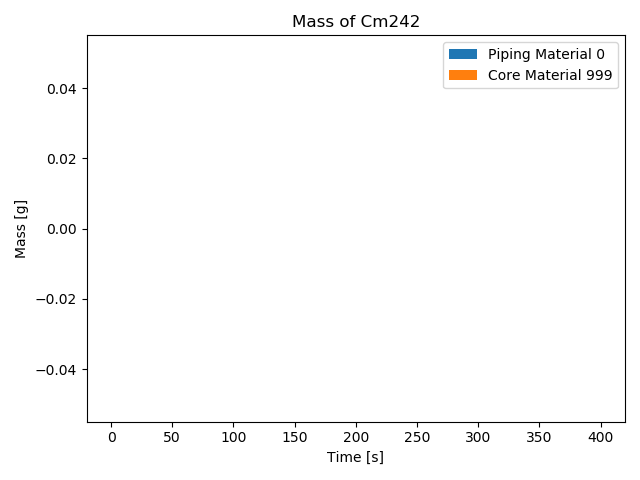 Mass of Cm242
Piping Material 0
Core Material 999
Mass [g]
0.04
0.02
0.00
−0.02
−0.04
0
50
100
150
200
250
300
350
400
Time [s]